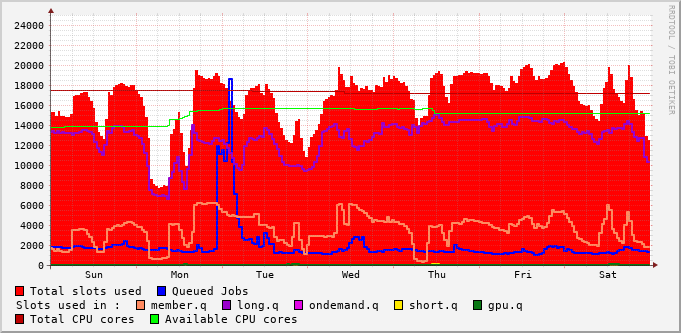 RRDTOOL / TOBI OETIKER
24000
22000
20000
18000
16000
14000
12000
10000
8000
6000
4000
2000
0
Sun Mon Tue Wed Thu Fri Sat
Total slots used Queued Jobs
Slots used in : member.q long.q ondemand.q short.q gpu.q
Total CPU cores Available CPU cores